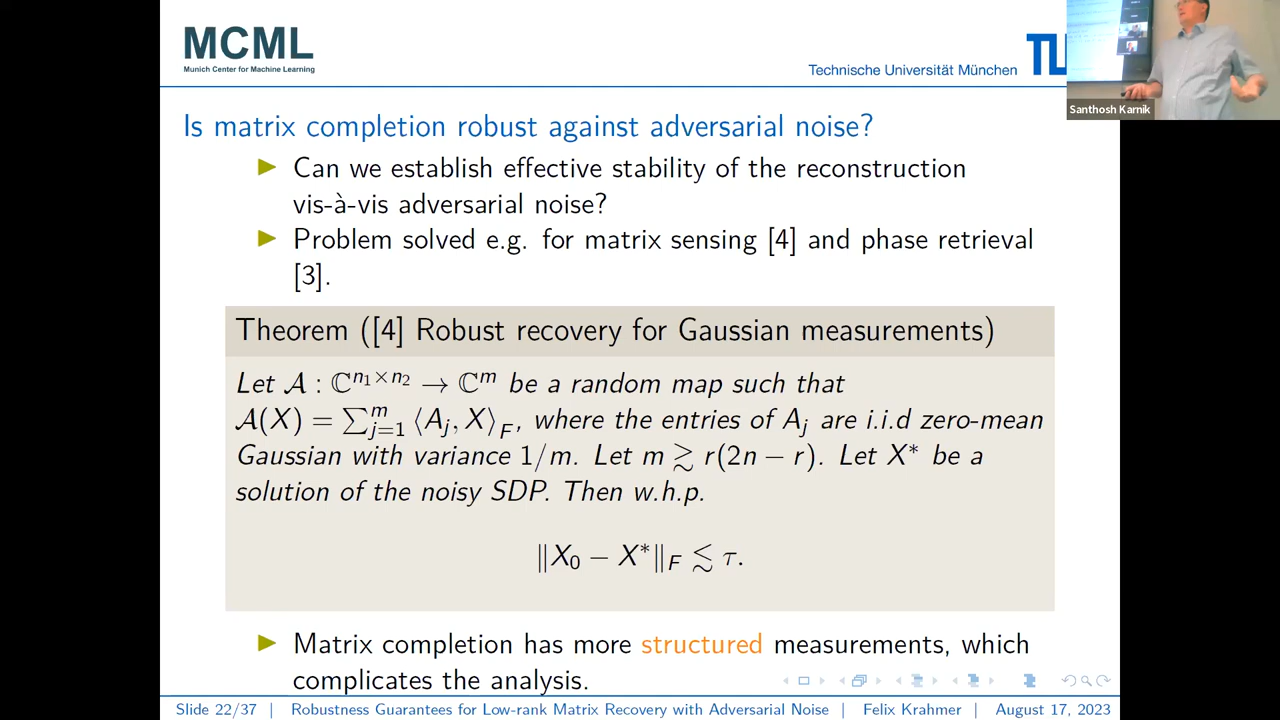 MCML
Munich Center for Machine Learning
Technische Universität München
TU
Santhosh Karnik
Is matrix completion robust against adversarial noise?
▶ Can we establish effective stability of the reconstruction
vis-à-vis adversarial noise?
▶ Problem solved e.g. for matrix sensing [4] and phase retrieval
[3].
Theorem ([4] Robust recovery for Gaussian measurements)
Let 𝒜 : ℂ^{n₁×n₂} → ℂ^m be a random map such that
𝒜(X) = ∑_{j=1}^m ⟨A_j, X⟩_F, where the entries of A_j are i.i.d zero-mean
Gaussian with variance 1/m. Let m ≳ r(2n − r). Let X* be a
solution of the noisy SDP. Then w.h.p.
‖X₀ − X*‖_F ≲ τ.
▶ Matrix completion has more structured measurements, which
complicates the analysis.
Slide 22/37 | Robustness Guarantees for Low-rank Matrix Recovery with Adversarial Noise | Felix Krahmer | August 17, 2023